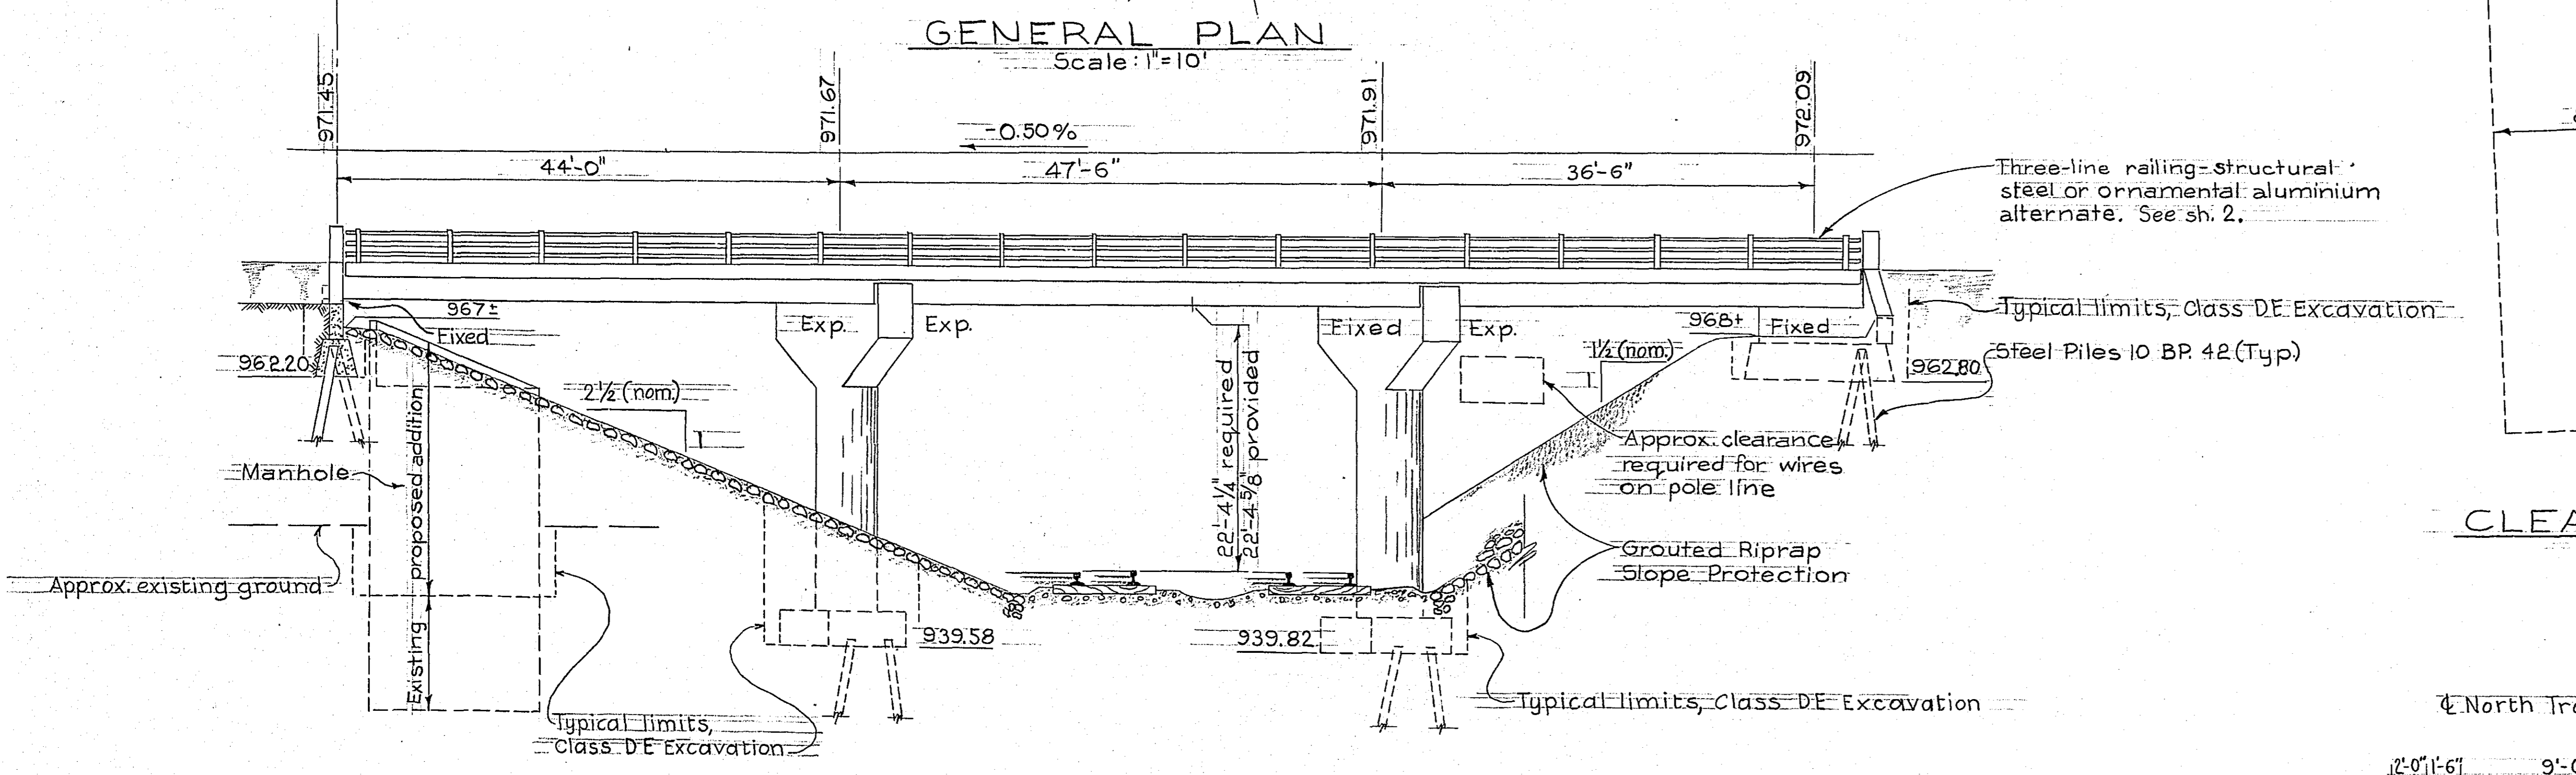 GENERAL PLAN
Scale: 1"=10'
971.45
971.67
971.91
972.09
-0.50%
44'-0"
47'-6"
36'-6"
Three-line railing-structural
steel or ornamental aluminium
alternate. See sh. 2.
967±
Fixed
Exp.
Exp.
Fixed
Exp.
968±
Fixed
Typical limits, Class DE Excavation
962.20
1½ (nom.)
1
Steel Piles 10 BP. 42 (Typ.)
962.80
2½ (nom.)
1
22'-4¼" required
22'-4⅝" provided
Approx. clearance
required for wires
on pole line
Manhole
proposed addition
Existing
Approx. existing ground
Grouted Riprap
Slope Protection
CLEA
939.58
939.82
Typical limits,
Class DE Excavation
Typical limits, Class DE Excavation
℄ North Tra
2'-0" 1'-6"